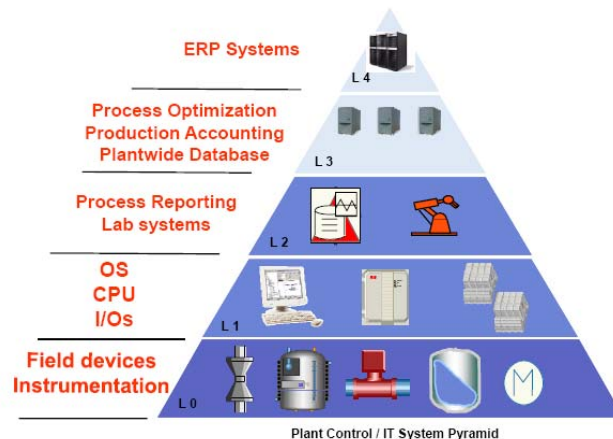 ERP Systems
L 4
Process Optimization
Production Accounting
Plantwide Database
L 3
Process Reporting
Lab systems
L 2
OS
CPU
I/Os
L 1
Field devices
Instrumentation
L 0
M
Plant Control / IT System Pyramid